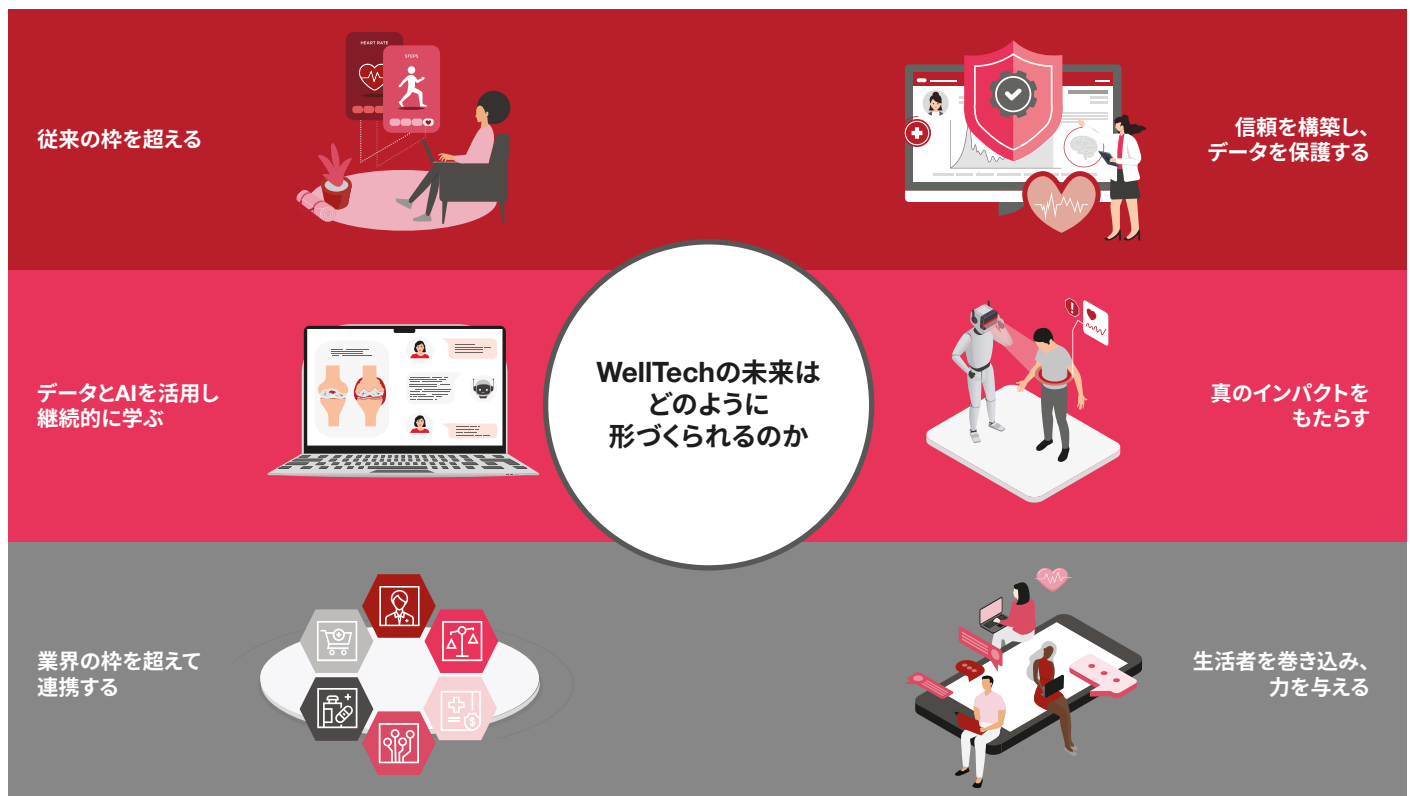 HEART RATE
STEPS
従来の枠を超える
信頼を構築し、
データを保護する
WellTechの未来は
どのように
形づくられるのか
データとAIを活用し
継続的に学ぶ
真のインパクトを
もたらす
業界の枠を超えて
連携する
生活者を巻き込み、
力を与える